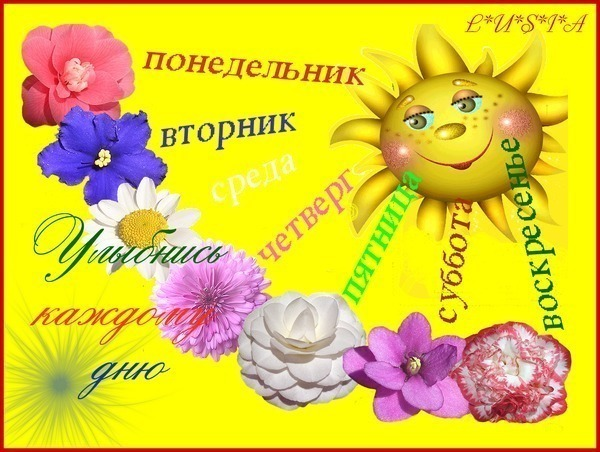 L*U*S*I*A
понедельник
вторник
среда
четверг
пятница
суббота
воскресенье
Улыбнись
каждому
дню